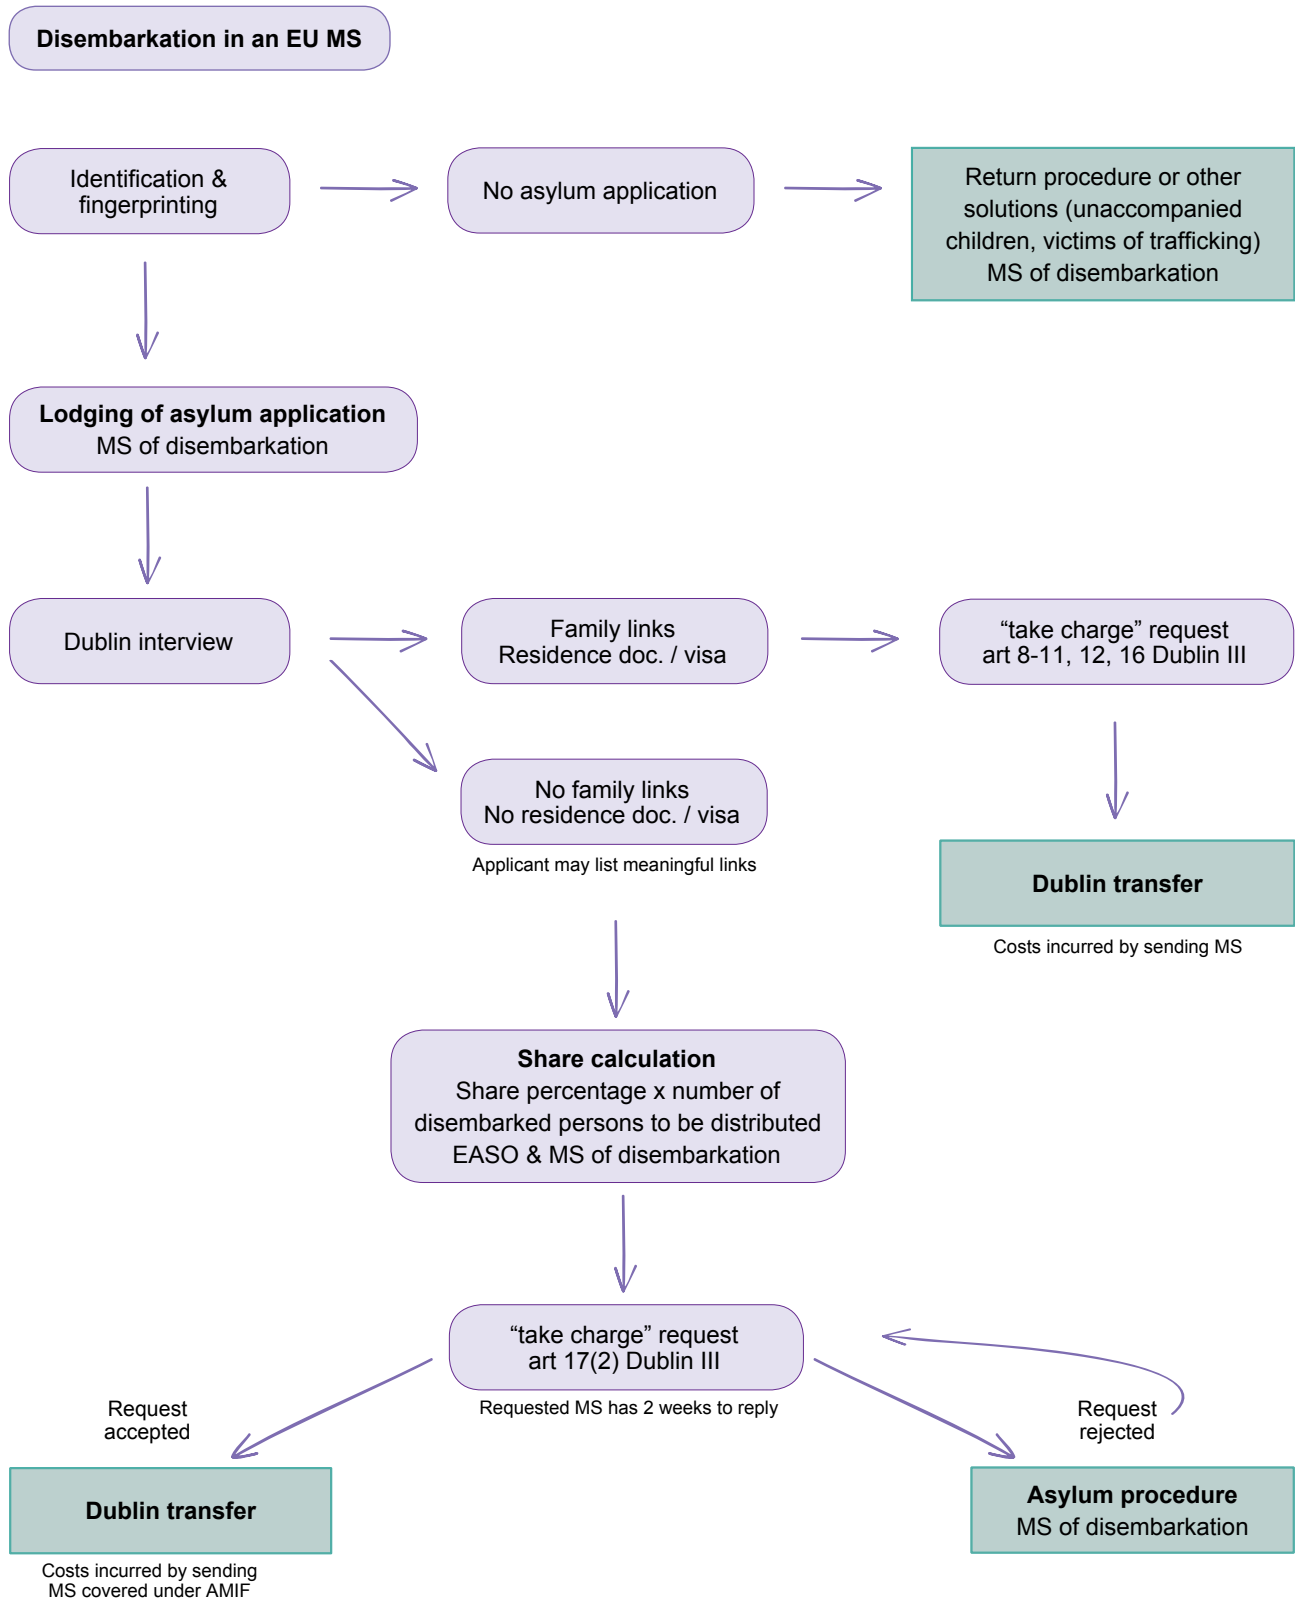 Disembarkation in an EU MS
Identification &
fingerprinting
No asylum application
Return procedure or other
solutions (unaccompanied
children, victims of trafficking)
MS of disembarkation
Lodging of asylum application
MS of disembarkation
Dublin interview
Family links
Residence doc. / visa
“take charge” request
art 8-11, 12, 16 Dublin III
No family links
No residence doc. / visa
Applicant may list meaningful links
Dublin transfer
Costs incurred by sending MS
Share calculation
Share percentage x number of
disembarked persons to be distributed
EASO & MS of disembarkation
“take charge” request
art 17(2) Dublin III
Requested MS has 2 weeks to reply
Request
accepted
Request
rejected
Dublin transfer
Costs incurred by sending
MS covered under AMIF
Asylum procedure
MS of disembarkation